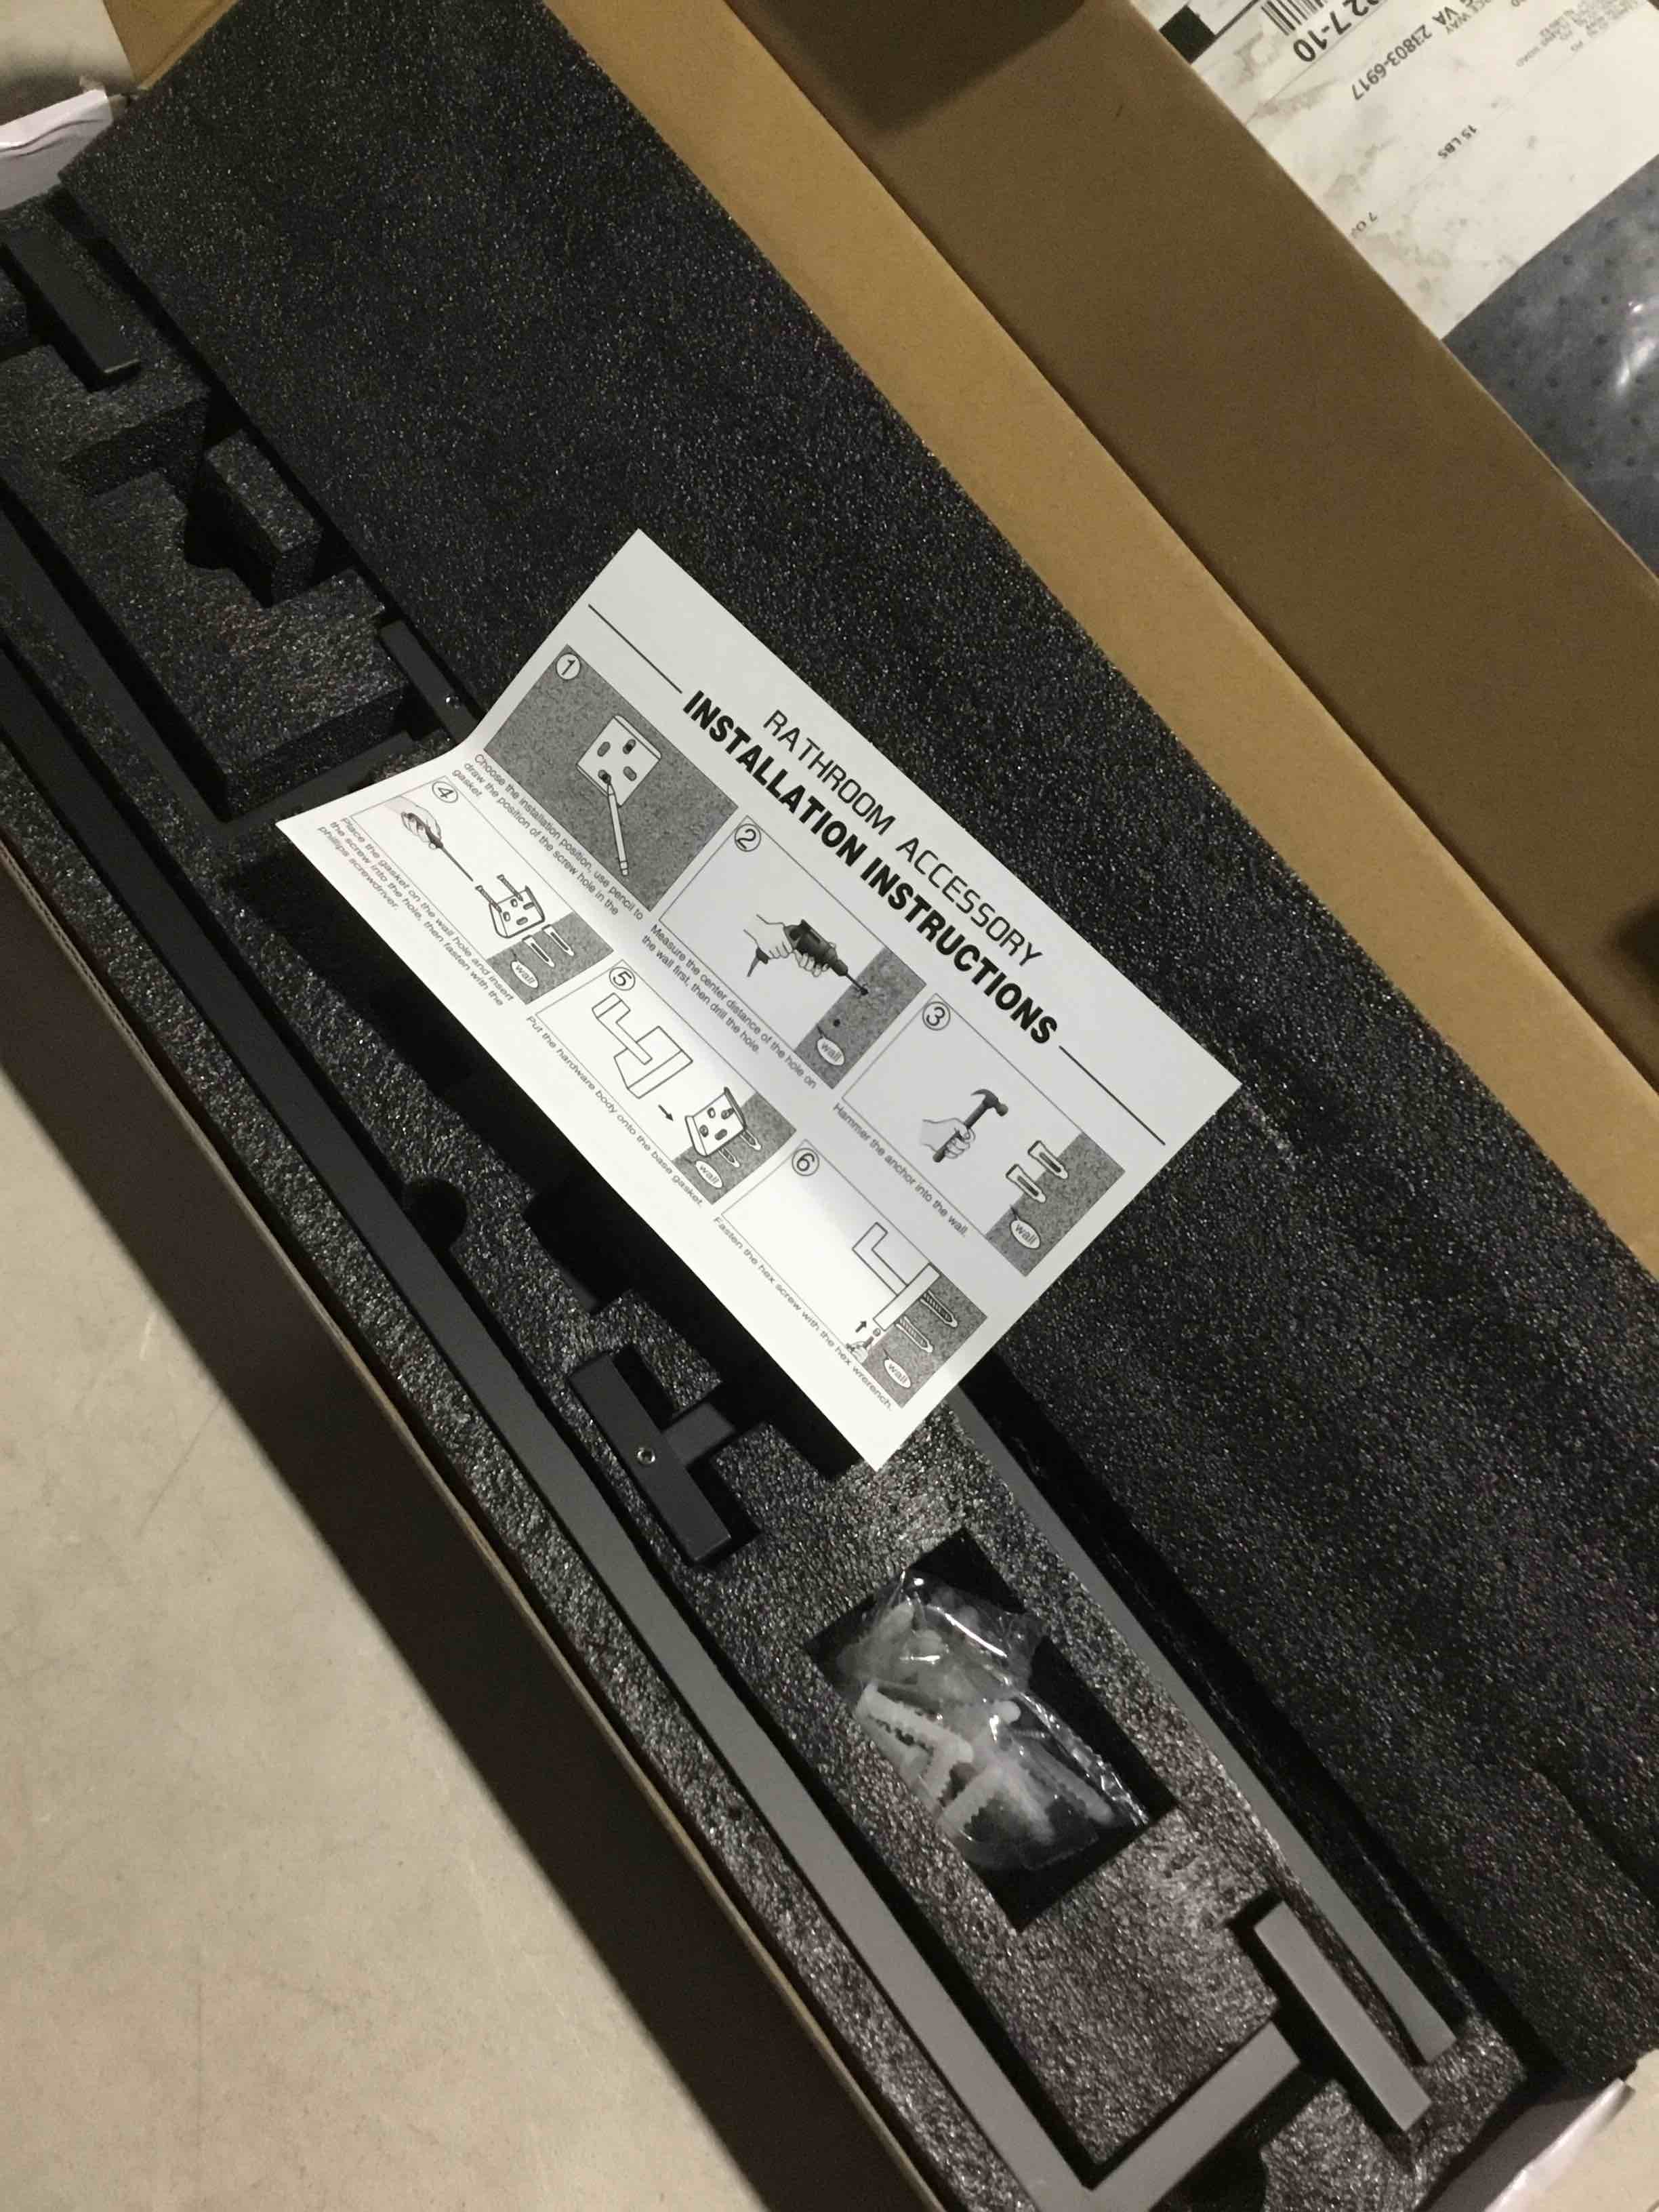 RATHROOM ACCESSORY
INSTALLATION INSTRUCTIONS
1
Choose the installation position, use pencil to
draw the position of the screw hole in the
gasket.
2
wall
Measure the center distance of the hole on
the wall first, then drill the hole.
3
wall
Hammer the anchor into the wall.
4
wall
Place the gasket on the wall hole and insert
the screw into the hole, then fasten with the
phillips screwdriver.
5
wall
Put the hardware body onto the base gasket.
6
wall
Fasten the hex screw with the hex wrerench.
7-10
VA 23803-6917
15 LBS